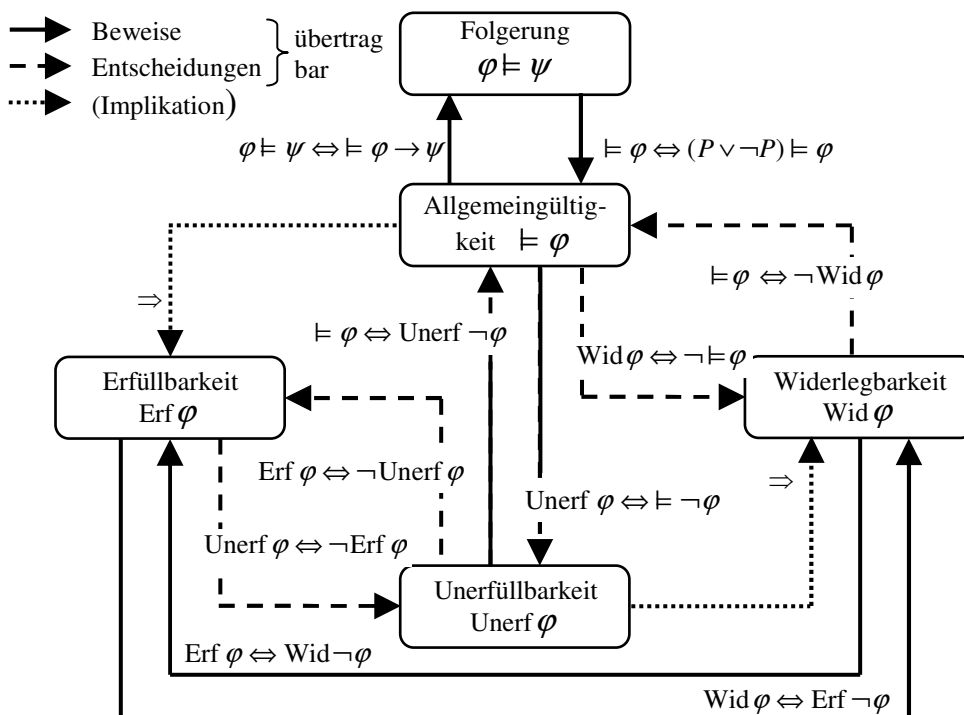 Beweise
Entscheidungen
(Implikation)
übertrag
bar
Folgerung
φ ⊨ ψ
φ ⊨ ψ ⇔ ⊨ φ → ψ
⊨ φ ⇔ (P ∨ ¬P) ⊨ φ
Allgemeingültig-
keit ⊨ φ
⇒
⊨ φ ⇔ ¬Wid φ
⊨ φ ⇔ Unerf ¬φ
Wid φ ⇔ ¬ ⊨ φ
Erfüllbarkeit
Erf φ
Widerlegbarkeit
Wid φ
Erf φ ⇔ ¬Unerf φ
⇒
Unerf φ ⇔ ⊨ ¬φ
Unerf φ ⇔ ¬Erf φ
Unerfüllbarkeit
Unerf φ
Erf φ ⇔ Wid ¬φ
Wid φ ⇔ Erf ¬φ